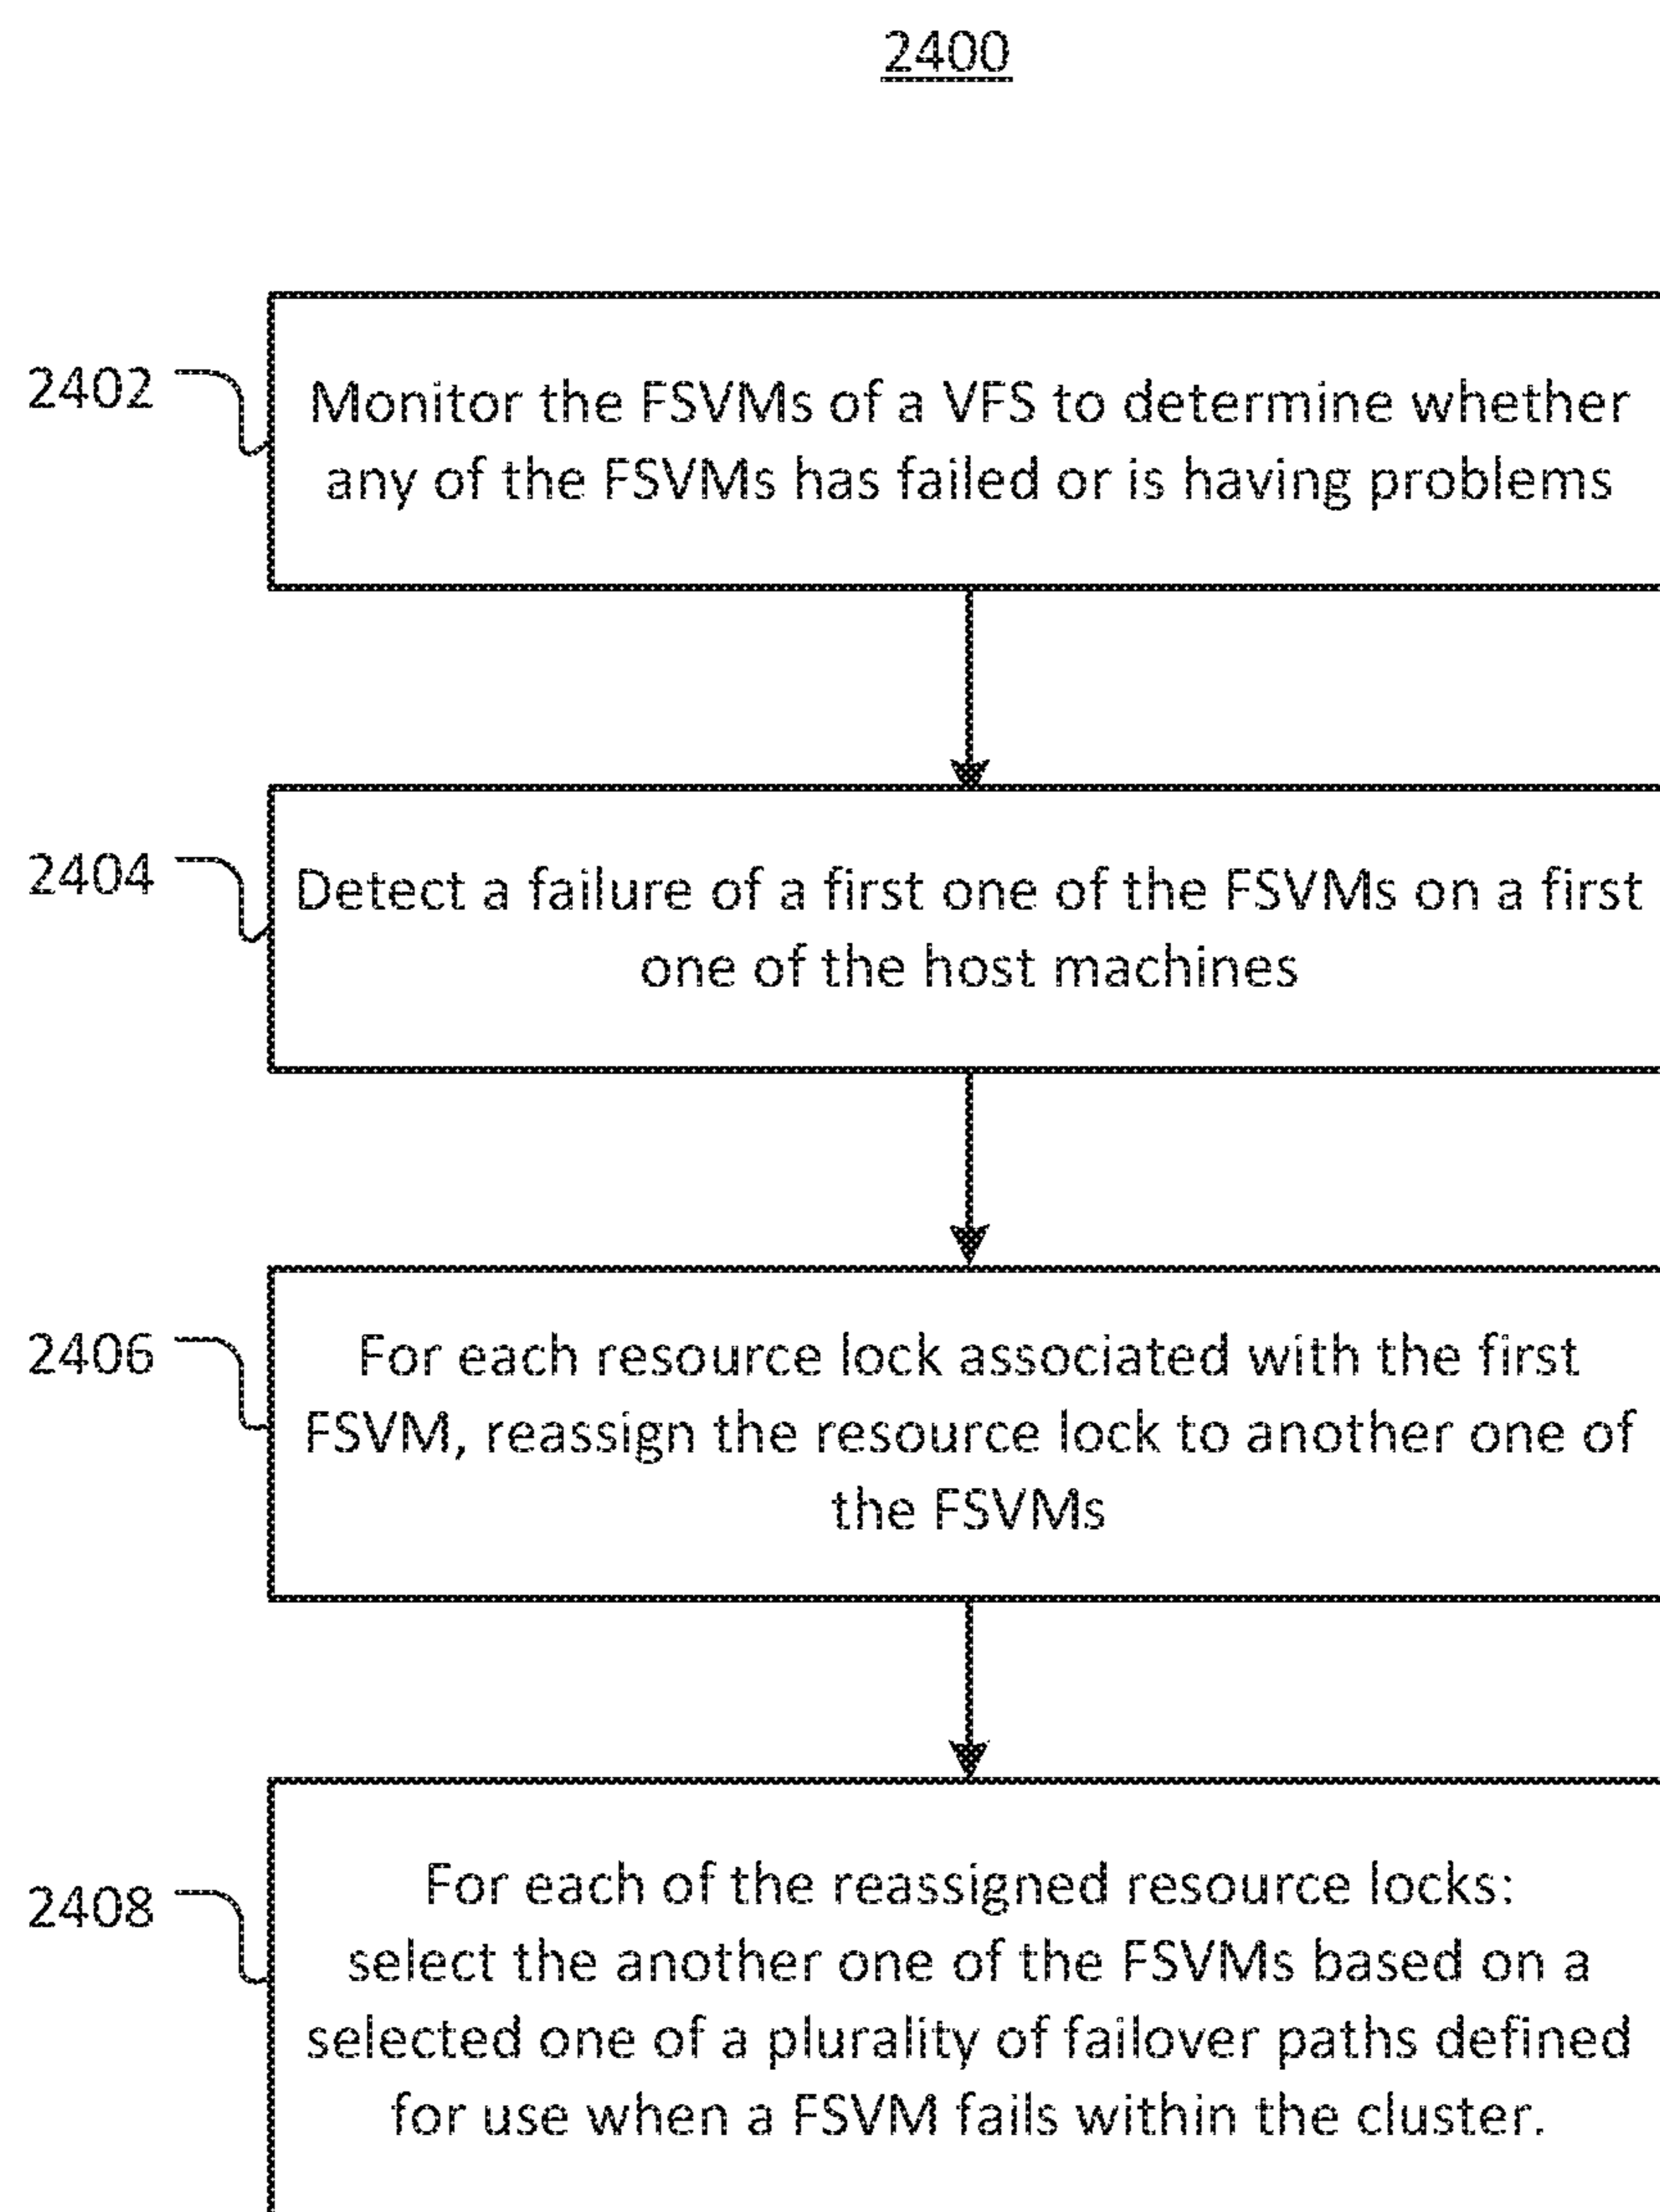 2400
2402
Monitor the FSVMs of a VFS to determine whether
any of the FSVMs has failed or is having problems
2404
Detect a failure of a first one of the FSVMs on a first
one of the host machines
2406
For each resource lock associated with the first
FSVM, reassign the resource lock to another one of
the FSVMs
2408
For each of the reassigned resource locks:
select the another one of the FSVMs based on a
selected one of a plurality of failover paths defined
for use when a FSVM fails within the cluster.